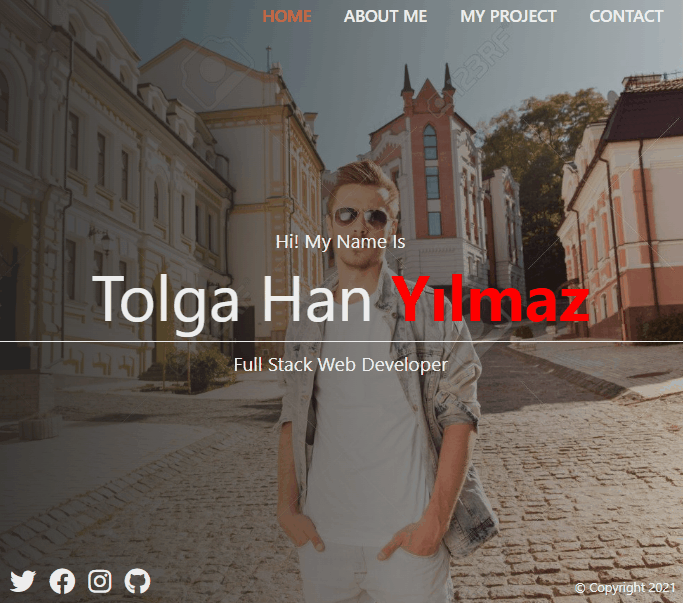 HOME ABOUT ME MY PROJECT CONTACT
123RF
Hi! My Name Is
Tolga Han Yılmaz
Full Stack Web Developer
© Copyright 2021